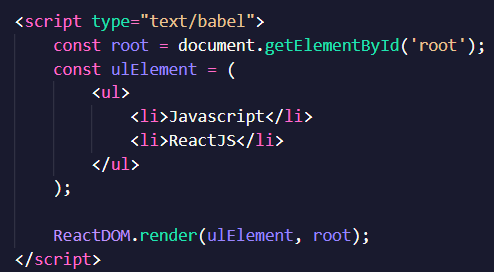 <script type="text/babel">
    const root = document.getElementById('root');
    const ulElement = (
        <ul>
            <li>Javascript</li>
            <li>ReactJS</li>
        </ul>
    );

    ReactDOM.render(ulElement, root);
</script>